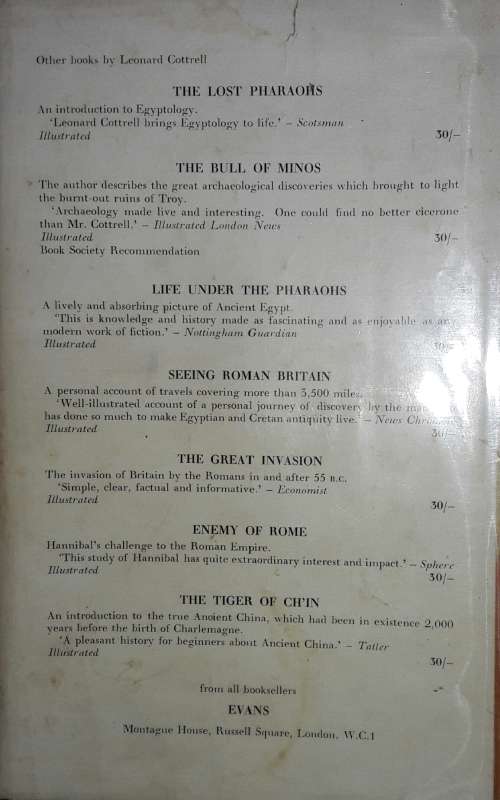 Other books by Leonard Cottrell
THE LOST PHARAOHS
An introduction to Egyptology.
‘Leonard Cottrell brings Egyptology to life.’ – Scotsman
Illustrated 30/–
THE BULL OF MINOS
The author describes the great archaeological discoveries which brought to light
the burnt-out ruins of Troy.
‘Archaeology made live and interesting. One could find no better cicerone
than Mr. Cottrell.’ – Illustrated London News
Illustrated 30/–
Book Society Recommendation
LIFE UNDER THE PHARAOHS
A lively and absorbing picture of Ancient Egypt.
‘This is knowledge and history made as fascinating and as enjoyable as any
modern work of fiction.’ – Nottingham Guardian
Illustrated
SEEING ROMAN BRITAIN
A personal account of travels covering more than 3,500 miles.
‘Well-illustrated account of a personal journey of discovery by the
has done so much to make Egyptian and Cretan antiquity live.’ – News
Illustrated
THE GREAT INVASION
The invasion of Britain by the Romans in and after 55 B.C.
‘Simple, clear, factual and informative.’ – Economist
Illustrated 30/–
ENEMY OF ROME
Hannibal's challenge to the Roman Empire.
‘This study of Hannibal has quite extraordinary interest and impact.’ – Sphere
Illustrated 30/–
THE TIGER OF CH'IN
An introduction to the true Ancient China, which had been in existence 2,000
years before the birth of Charlemagne.
‘A pleasant history for beginners about Ancient China.’ – Tatler
Illustrated 30/–
from all booksellers
EVANS
Montague House, Russell Square, London, W.C.1